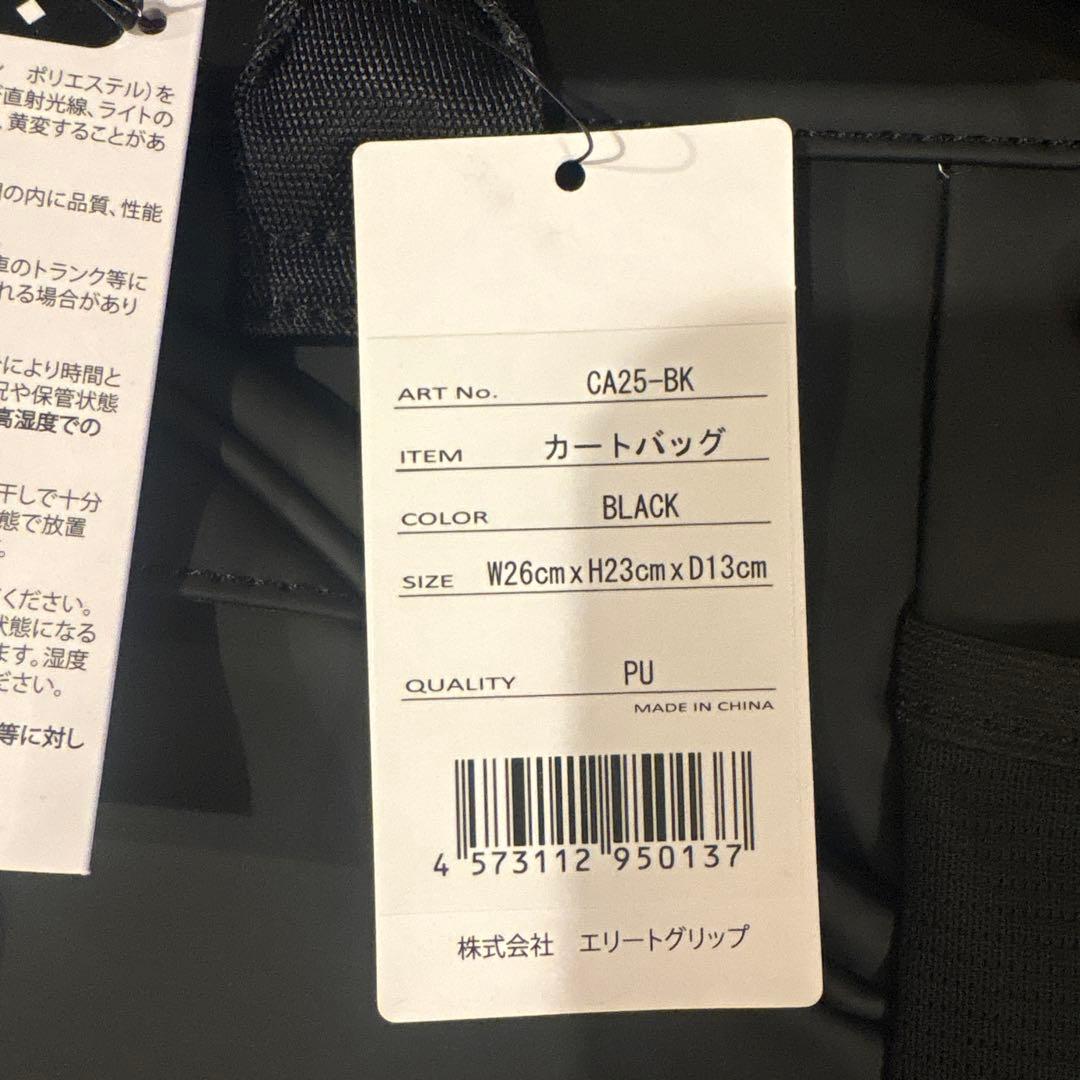 ポリエステル)を
直射光線、ライトの
、黄変することがあ
の内に品質、性能
車のトランク等に
れる場合があり
により時間と
況や保管状態
高湿度での
干しで十分
態で放置
。
ください。
状態になる
ます。湿度
ださい。
等に対し
ART No. CA25-BK
ITEM カートバッグ
COLOR BLACK
SIZE W26cm x H23cm x D13cm
QUALITY PU
MADE IN CHINA
4 573112 950137
株式会社 エリートグリップ